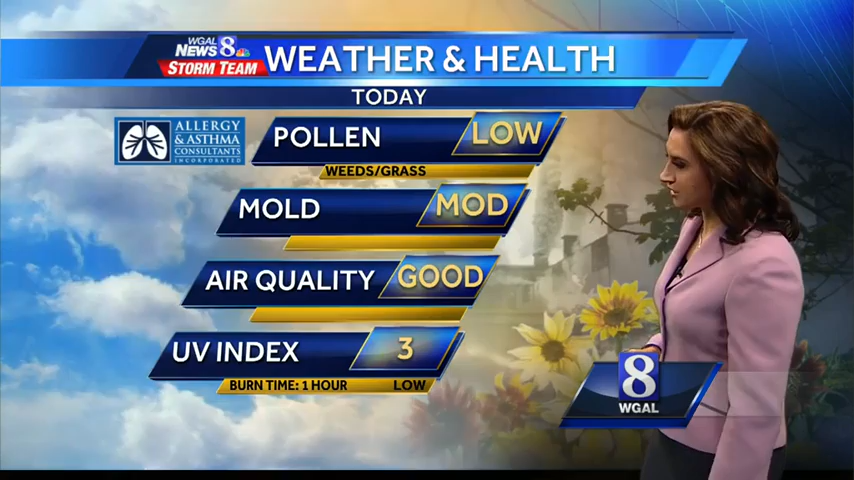 WGAL
NEWS 8
STORM TEAM
WEATHER & HEALTH
TODAY
ALLERGY
& ASTHMA
CONSULTANTS
INCORPORATED
POLLEN LOW
WEEDS/GRASS
MOLD MOD
AIR QUALITY GOOD
UV INDEX 3
BURN TIME: 1 HOUR LOW
8
WGAL